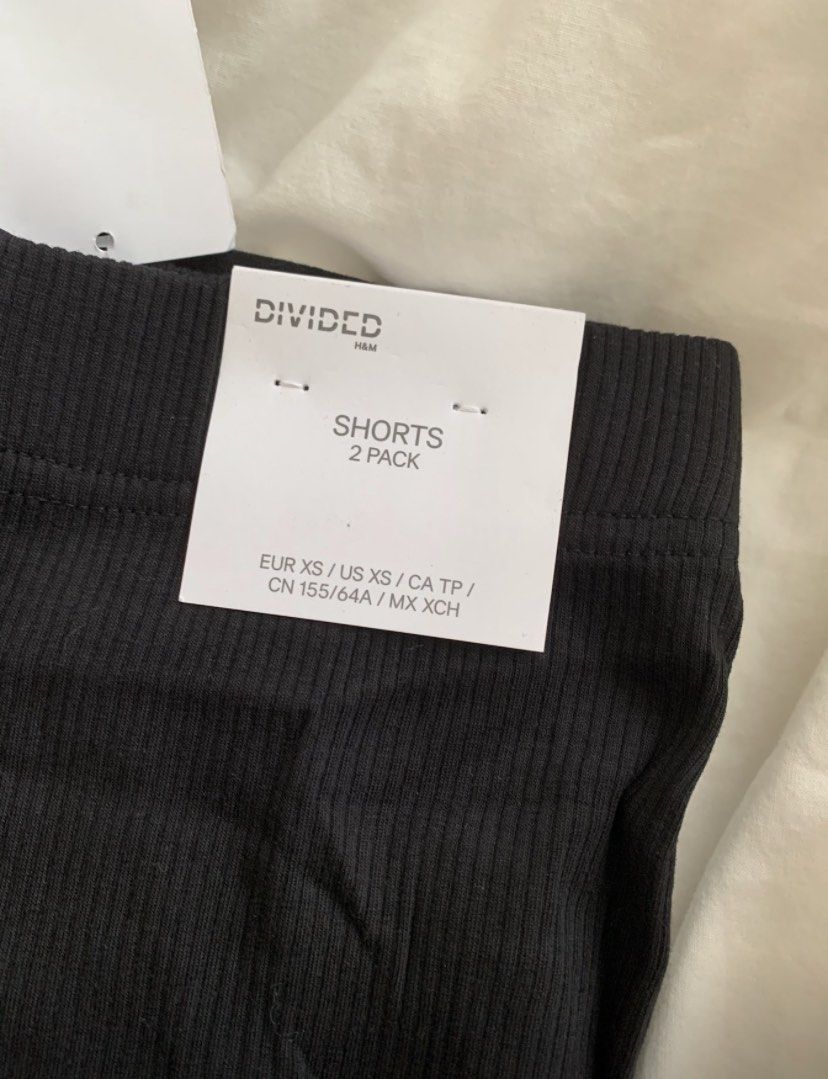 DIVIDED
H&M
SHORTS
2 PACK
EUR XS / US XS / CA TP /
CN 155/64A / MX XCH